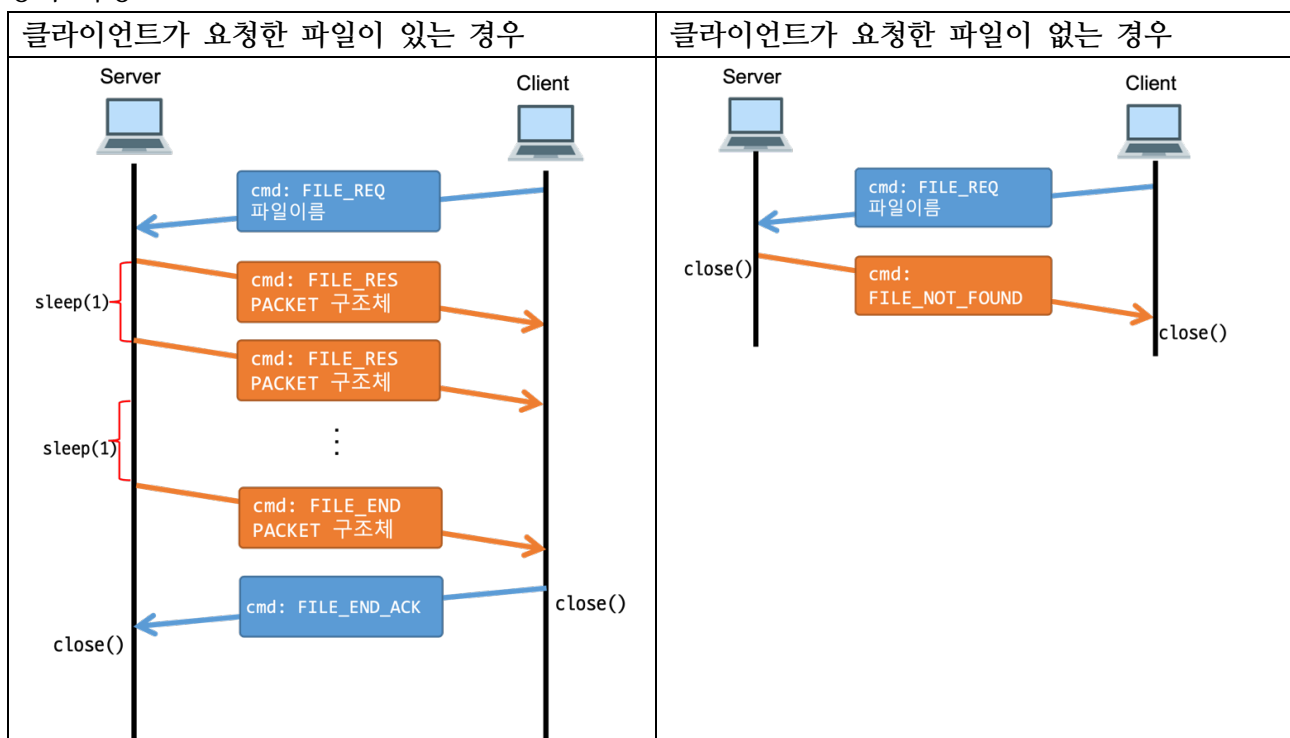 클라이언트가 요청한 파일이 있는 경우
Server
Client
cmd: FILE_REQ
파일이름
cmd: FILE_RES
PACKET 구조체
sleep(1)
cmd: FILE_RES
PACKET 구조체
sleep(1)
⋮
cmd: FILE_END
PACKET 구조체
cmd: FILE_END_ACK
close()
close()
클라이언트가 요청한 파일이 없는 경우
Server
Client
cmd: FILE_REQ
파일이름
close()
cmd:
FILE_NOT_FOUND
close()